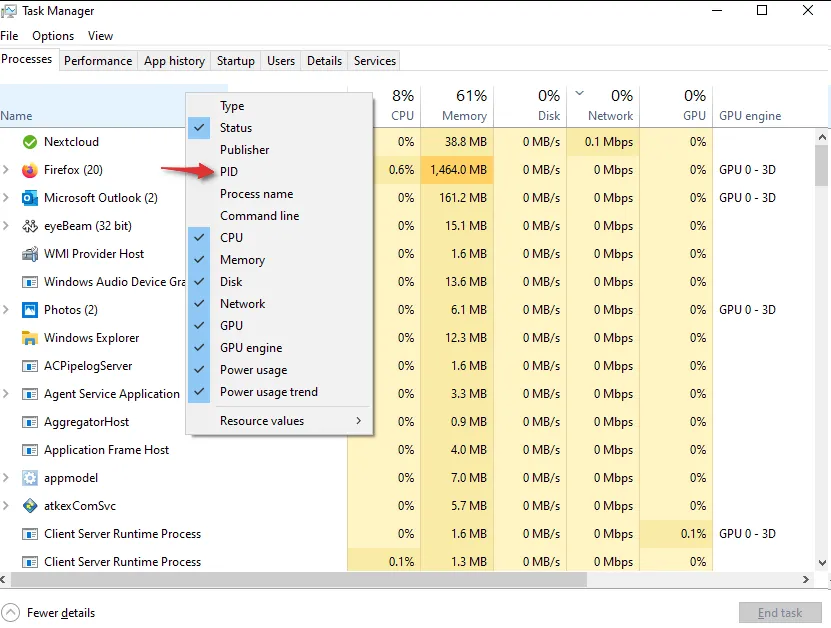 Task Manager
File Options View
Processes Performance App history Startup Users Details Services
8% 61% 0% 0% 0%
Name CPU Memory Disk Network GPU GPU engine
Type
Status
Publisher
PID
Process name
Command line
CPU
Memory
Disk
Network
GPU
GPU engine
Power usage
Power usage trend
Resource values
Nextcloud 0% 38.8 MB 0 MB/s 0.1 Mbps 0%
Firefox (20) 0.6% 1,464.0 MB 0 MB/s 0 Mbps 0% GPU 0 - 3D
Microsoft Outlook (2) 0% 161.2 MB 0 MB/s 0 Mbps 0% GPU 0 - 3D
eyeBeam (32 bit) 0% 15.1 MB 0 MB/s 0 Mbps 0%
WMI Provider Host 0% 1.6 MB 0 MB/s 0 Mbps 0%
Windows Audio Device Gra 0% 13.6 MB 0 MB/s 0 Mbps 0%
Photos (2) 0% 6.1 MB 0 MB/s 0 Mbps 0% GPU 0 - 3D
Windows Explorer 0% 12.3 MB 0 MB/s 0 Mbps 0%
ACPipelogServer 0% 1.6 MB 0 MB/s 0 Mbps 0%
Agent Service Application 0% 3.3 MB 0 MB/s 0 Mbps 0%
AggregatorHost 0% 0.9 MB 0 MB/s 0 Mbps 0%
Application Frame Host 0% 4.0 MB 0 MB/s 0 Mbps 0%
appmodel 0% 7.0 MB 0 MB/s 0 Mbps 0%
atkexComSvc 0% 5.7 MB 0 MB/s 0 Mbps 0%
Client Server Runtime Process 0% 1.6 MB 0 MB/s 0 Mbps 0.1% GPU 0 - 3D
Client Server Runtime Process 0.1% 1.3 MB 0 MB/s 0 Mbps 0%
Fewer details End task